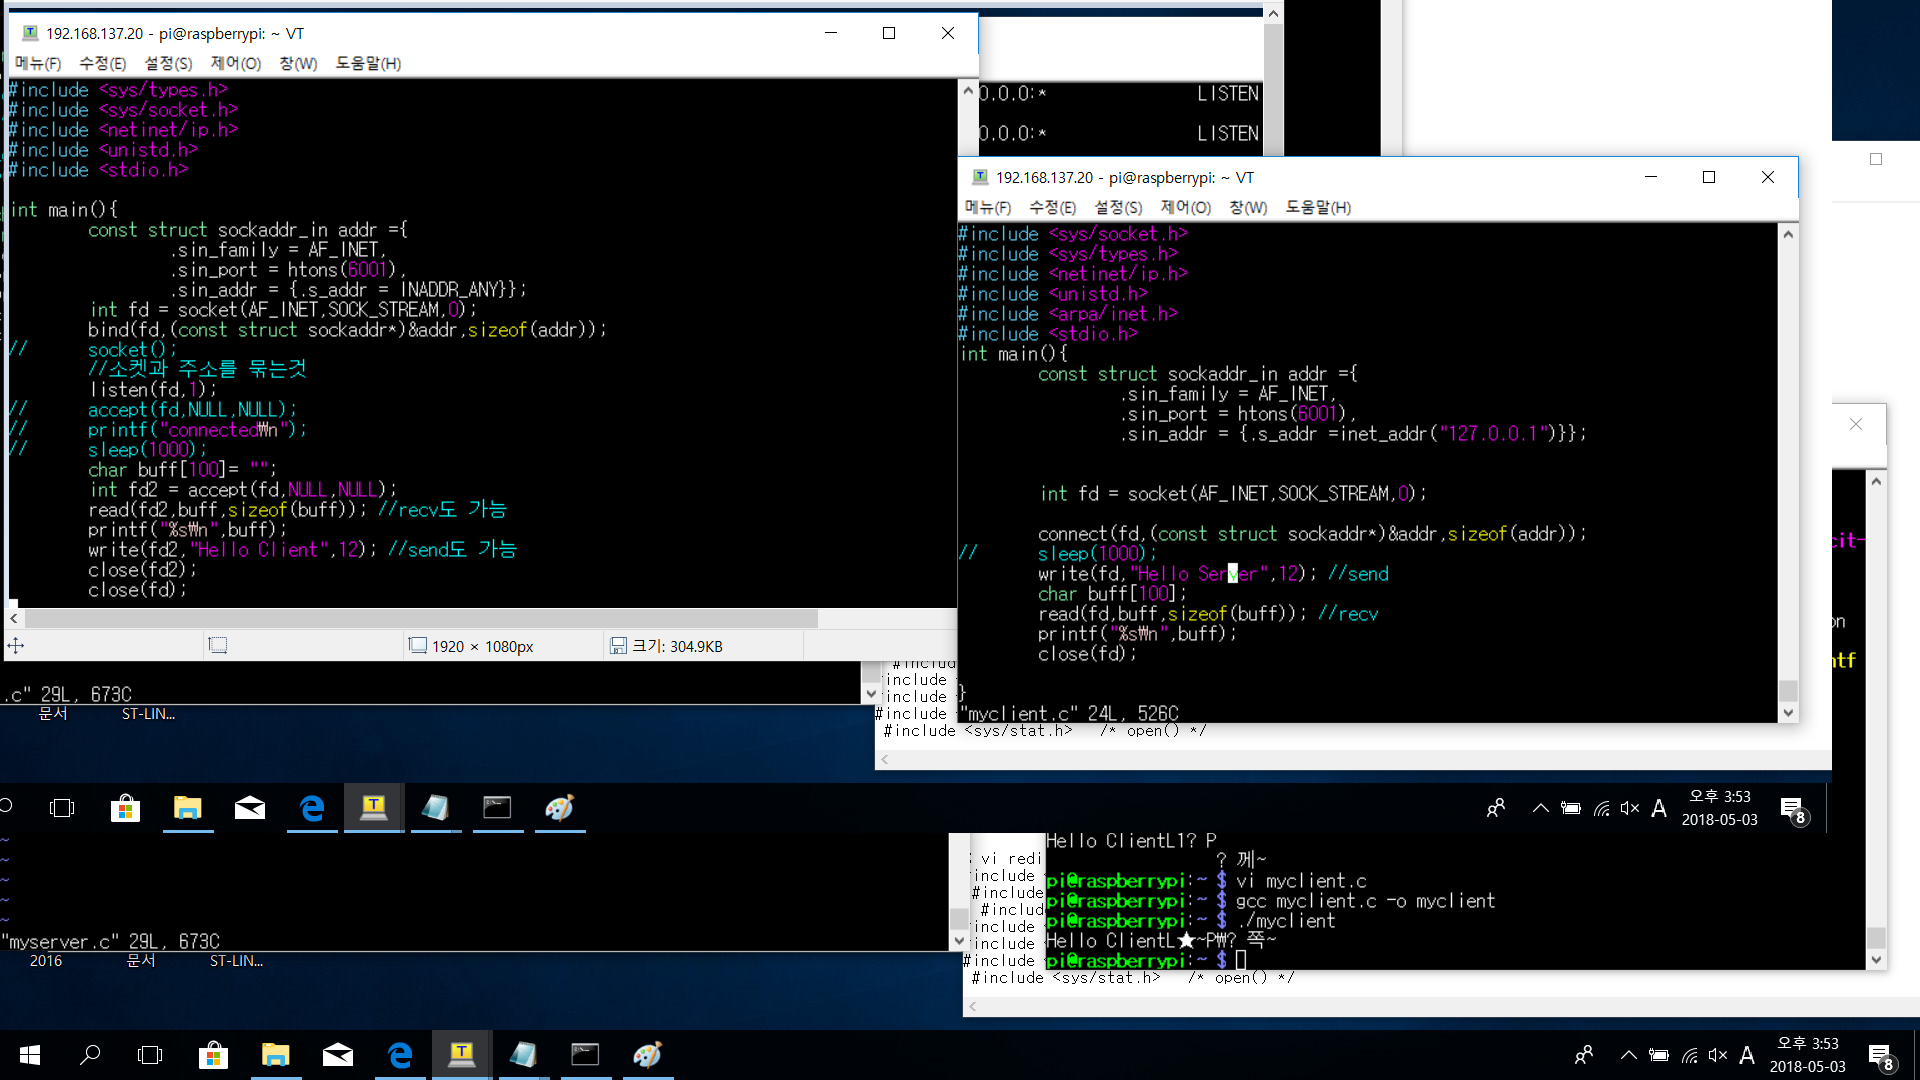 192.168.137.20 - pi@raspberrypi: ~ VT
메뉴(F) 수정(E) 설정(S) 제어(O) 창(W) 도움말(H)
#include <sys/types.h>
#include <sys/socket.h>
#include <netinet/ip.h>
#include <unistd.h>
#include <stdio.h>
int main(){
const struct sockaddr_in addr ={
.sin_family = AF_INET,
.sin_port = htons(6001),
.sin_addr = {.s_addr = INADDR_ANY}};
int fd = socket(AF_INET,SOCK_STREAM,0);
bind(fd,(const struct sockaddr*)&addr,sizeof(addr));
// socket();
//소켓과 주소를 묶는것
listen(fd,1);
// accept(fd,NULL,NULL);
// printf("connected₩n");
// sleep(1000);
char buff[100]= "";
int fd2 = accept(fd,NULL,NULL);
read(fd2,buff,sizeof(buff)); //recv도 가능
printf("%s₩n",buff);
write(fd2,"Hello Client",12); //send도 가능
close(fd2);
close(fd);
1920 × 1080px
크기: 304.9KB
.c" 29L, 673C
문서 ST-LIN...
0.0.0:* LISTEN
0.0.0:* LISTEN
192.168.137.20 - pi@raspberrypi: ~ VT
메뉴(F) 수정(E) 설정(S) 제어(O) 창(W) 도움말(H)
#include <sys/socket.h>
#include <sys/types.h>
#include <netinet/ip.h>
#include <unistd.h>
#include <arpa/inet.h>
#include <stdio.h>
int main(){
const struct sockaddr_in addr ={
.sin_family = AF_INET,
.sin_port = htons(6001),
.sin_addr = {.s_addr =inet_addr("127.0.0.1")}};
int fd = socket(AF_INET,SOCK_STREAM,0);
connect(fd,(const struct sockaddr*)&addr,sizeof(addr));
// sleep(1000);
write(fd,"Hello Server",12); //send
char buff[100];
read(fd,buff,sizeof(buff)); //recv
printf("%s₩n",buff);
close(fd);
}
"myclient.c" 24L, 526C
cit-
on
tf
#includ
include
include
#include
#include <sys/stat.h> /* open() */
오후 3:53
2018-05-03
8
A
~
~
~
~
~
"myserver.c" 29L, 673C
2016 문서 ST-LIN...
vi redi
include
#include
#includ
include
include
#include
#include <sys/stat.h> /* open() */
Hello ClientL1? P
? 께~
pi@raspberrypi:~ $ vi myclient.c
pi@raspberrypi:~ $ gcc myclient.c -o myclient
pi@raspberrypi:~ $ ./myclient
Hello ClientL★~P₩? 쪽~
pi@raspberrypi:~ $
A
오후 3:53
2018-05-03
8